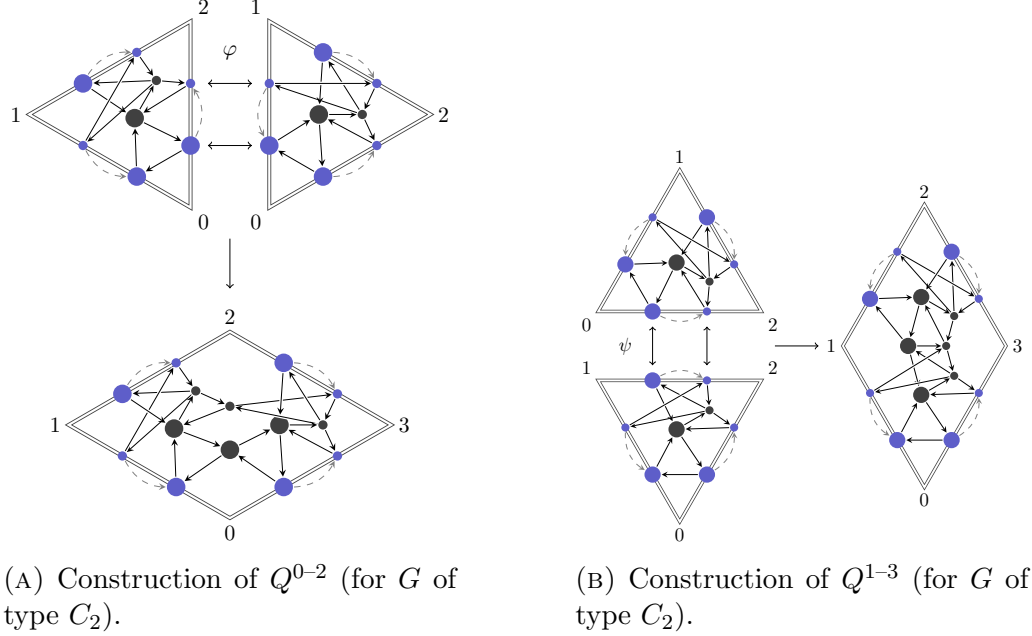 2 1
φ
1 2
0 0
2
1 3
0
1
0 2
ψ
1 2
0
2
1 3
0
(A) Construction of Q^{0–2} (for G of
type C_2).
(B) Construction of Q^{1–3} (for G of
type C_2).